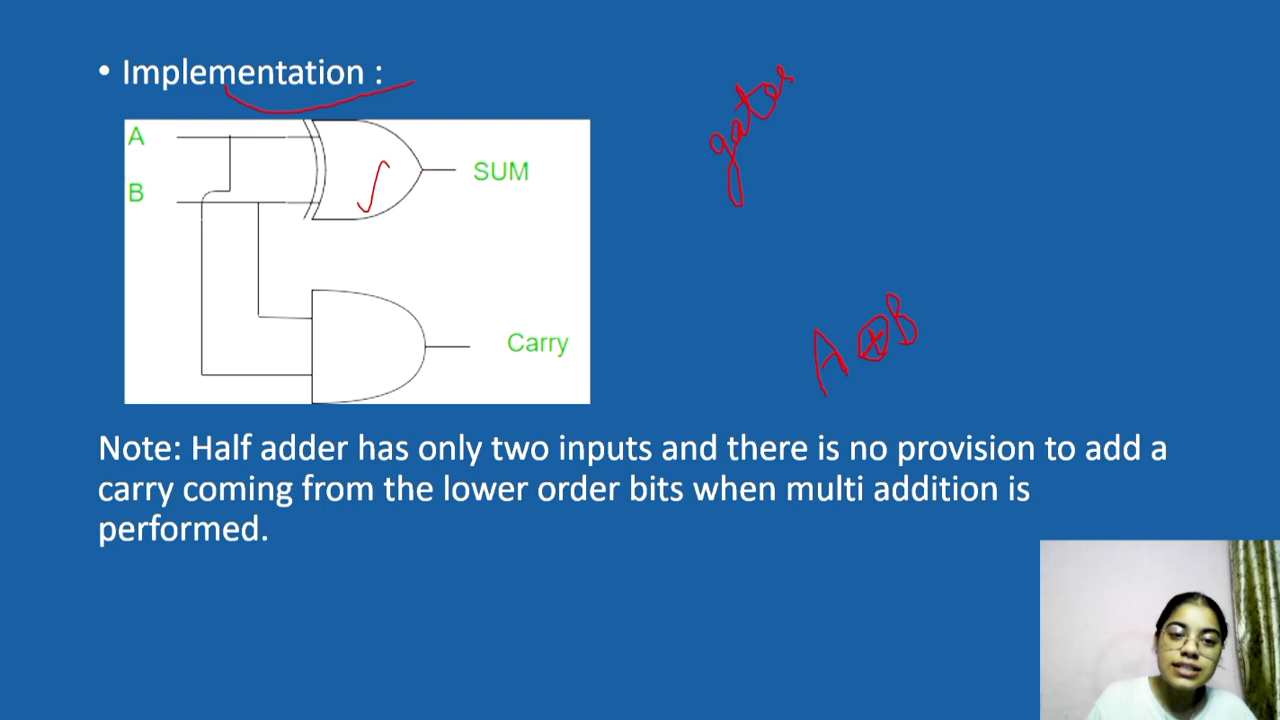 • Implementation :
gates
A
SUM
B
A⊕B
Carry
Note: Half adder has only two inputs and there is no provision to add a
carry coming from the lower order bits when multi addition is
performed.